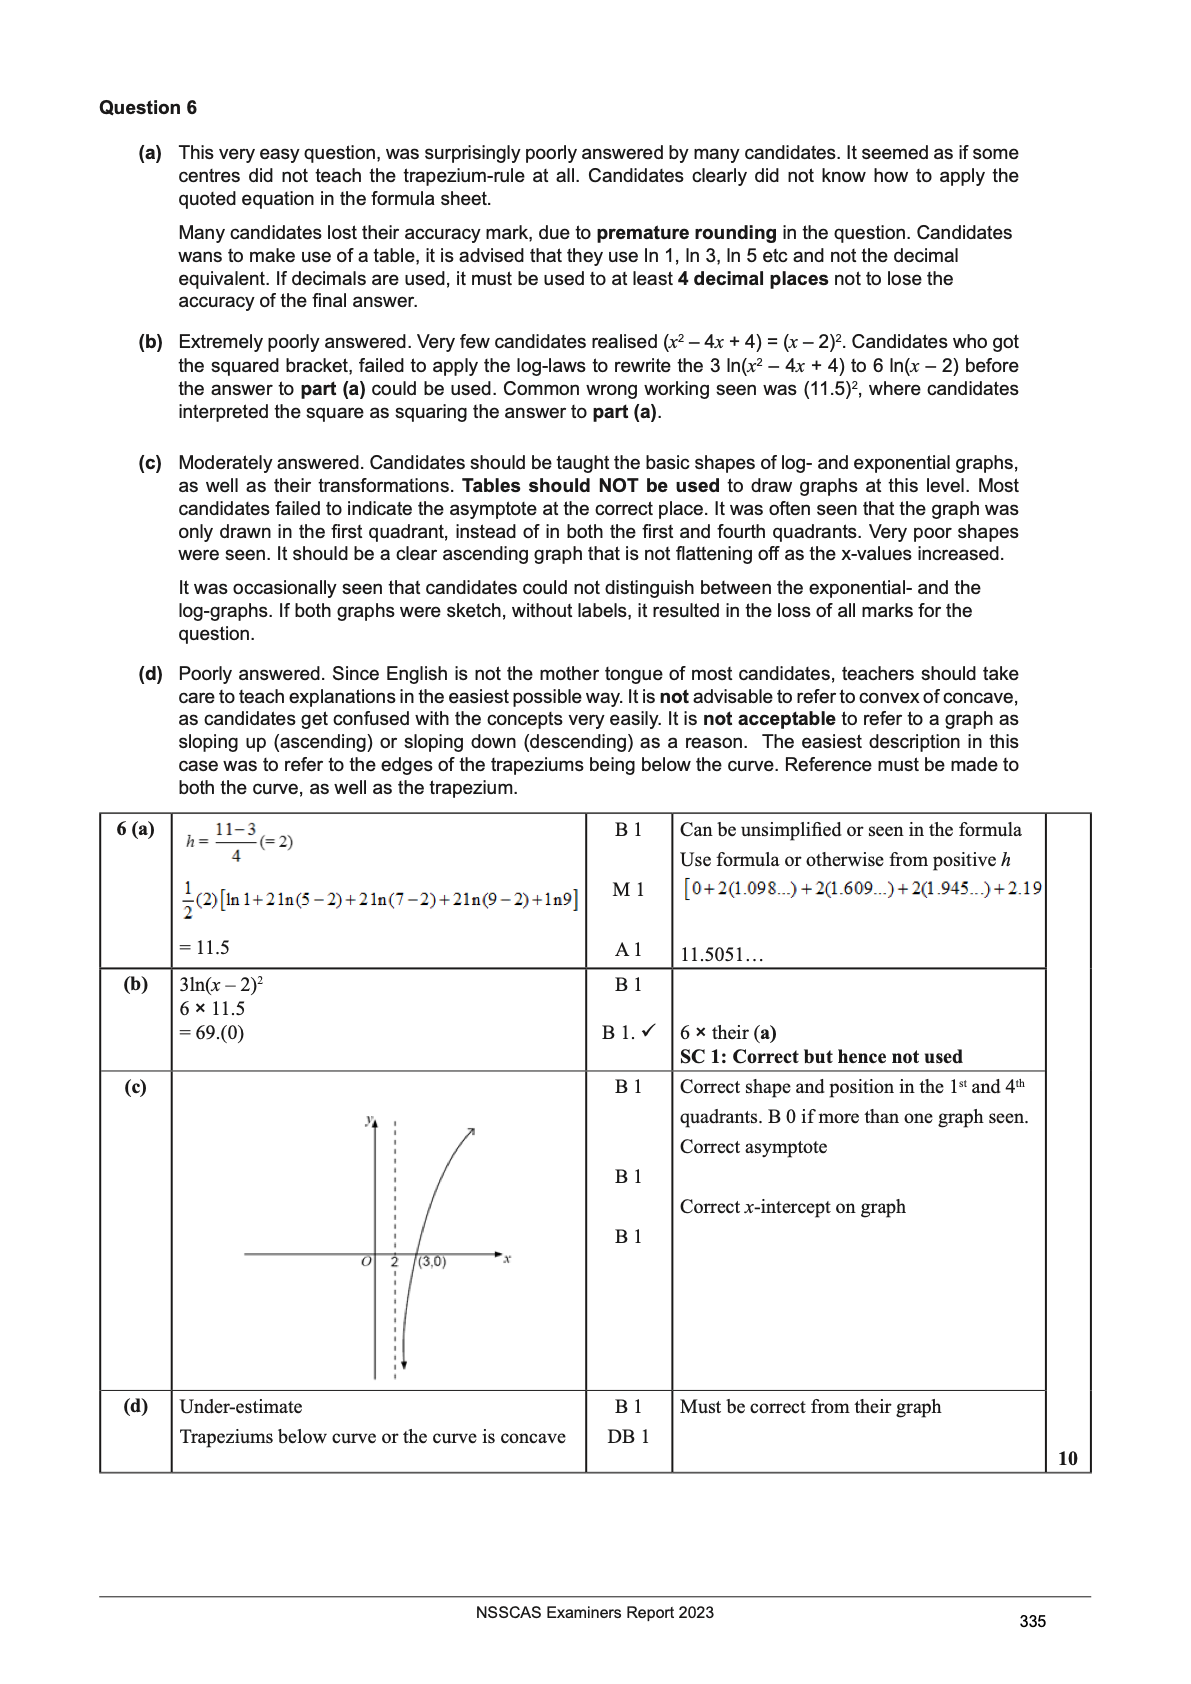 Question 6
(a) This very easy question, was surprisingly poorly answered by many candidates. It seemed as if some
centres did not teach the trapezium-rule at all. Candidates clearly did not know how to apply the
quoted equation in the formula sheet.
Many candidates lost their accuracy mark, due to premature rounding in the question. Candidates
wans to make use of a table, it is advised that they use ln 1, ln 3, ln 5 etc and not the decimal
equivalent. If decimals are used, it must be used to at least 4 decimal places not to lose the
accuracy of the final answer.
(b) Extremely poorly answered. Very few candidates realised (x² – 4x + 4) = (x – 2)². Candidates who got
the squared bracket, failed to apply the log-laws to rewrite the 3 ln(x² – 4x + 4) to 6 ln(x – 2) before
the answer to part (a) could be used. Common wrong working seen was (11.5)², where candidates
interpreted the square as squaring the answer to part (a).
(c) Moderately answered. Candidates should be taught the basic shapes of log- and exponential graphs,
as well as their transformations. Tables should NOT be used to draw graphs at this level. Most
candidates failed to indicate the asymptote at the correct place. It was often seen that the graph was
only drawn in the first quadrant, instead of in both the first and fourth quadrants. Very poor shapes
were seen. It should be a clear ascending graph that is not flattening off as the x-values increased.
It was occasionally seen that candidates could not distinguish between the exponential- and the
log-graphs. If both graphs were sketch, without labels, it resulted in the loss of all marks for the
question.
(d) Poorly answered. Since English is not the mother tongue of most candidates, teachers should take
care to teach explanations in the easiest possible way. It is not advisable to refer to convex of concave,
as candidates get confused with the concepts very easily. It is not acceptable to refer to a graph as
sloping up (ascending) or sloping down (descending) as a reason. The easiest description in this
case was to refer to the edges of the trapeziums being below the curve. Reference must be made to
both the curve, as well as the trapezium.
6 (a) h = (11–3)/4 (= 2) B 1 Can be unsimplified or seen in the formula
Use formula or otherwise from positive h
1/2 (2)[ln 1 + 2 ln(5 – 2) + 2 ln(7 – 2) + 2ln(9 – 2) + 1n9] M 1 [0 + 2(1.098...) + 2(1.609...) + 2(1.945...) + 2.19
= 11.5 A 1 11.5051…
(b) 3ln(x – 2)² B 1
6 × 11.5
= 69.(0) B 1. ✓ 6 × their (a)
SC 1: Correct but hence not used
(c) B 1 Correct shape and position in the 1st and 4th
quadrants. B 0 if more than one graph seen.
Correct asymptote
B 1
Correct x-intercept on graph
B 1
y
O 2 (3,0) x
(d) Under-estimate B 1 Must be correct from their graph
Trapeziums below curve or the curve is concave DB 1
10
NSSCAS Examiners Report 2023
335